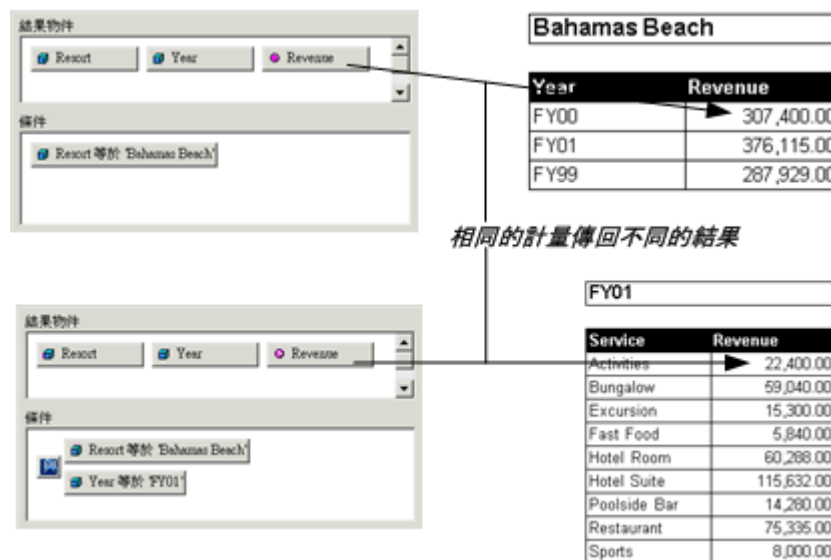 結果物件
Resort Year Revenue
條件
Resort 等於 'Bahamas Beach'
Bahamas Beach
Year Revenue
FY00 307,400.00
FY01 376,115.00
FY99 287,929.00
相同的計量傳回不同的結果
結果物件
Resort Year Revenue
條件
Resort 等於 'Bahamas Beach'
Year 等於 'FY01'
FY01
Service Revenue
Activities 22,400.00
Bungalow 59,040.00
Excursion 15,300.00
Fast Food 5,840.00
Hotel Room 60,288.00
Hotel Suite 115,632.00
Poolside Bar 14,280.00
Restaurant 75,335.00
Sports 8,000.00